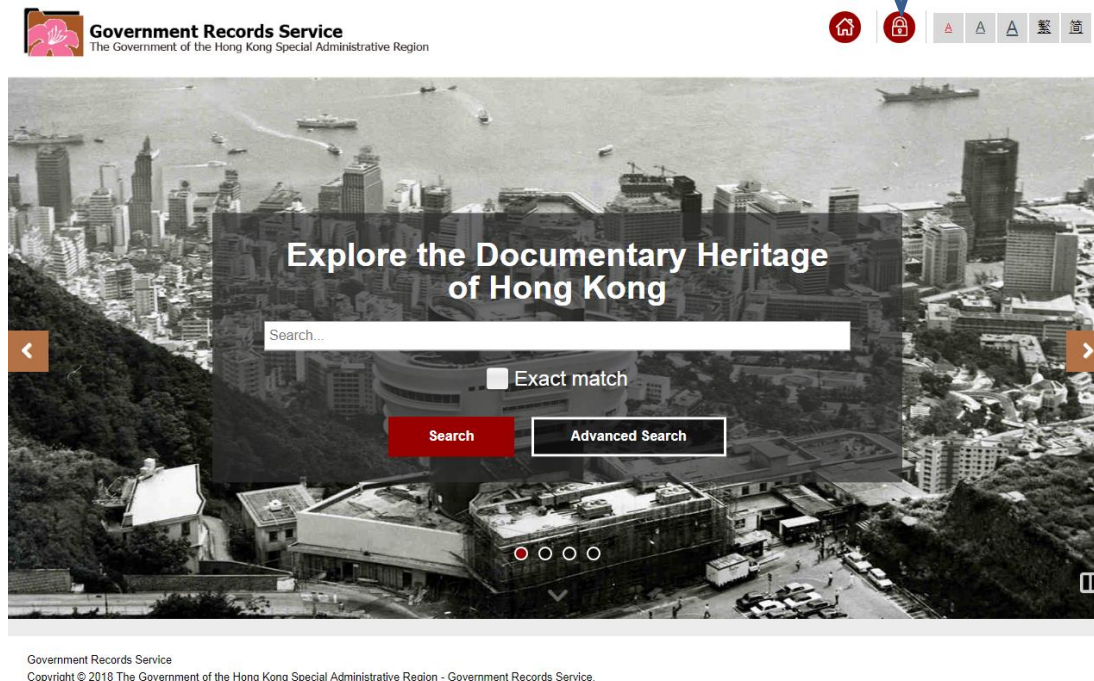 Government Records Service
The Government of the Hong Kong Special Administrative Region
A A A 繁 简
Explore the Documentary Heritage
of Hong Kong
Search...
Exact match
Search Advanced Search
Government Records Service
Copyright © 2018 The Government of the Hong Kong Special Administrative Region - Government Records Service.